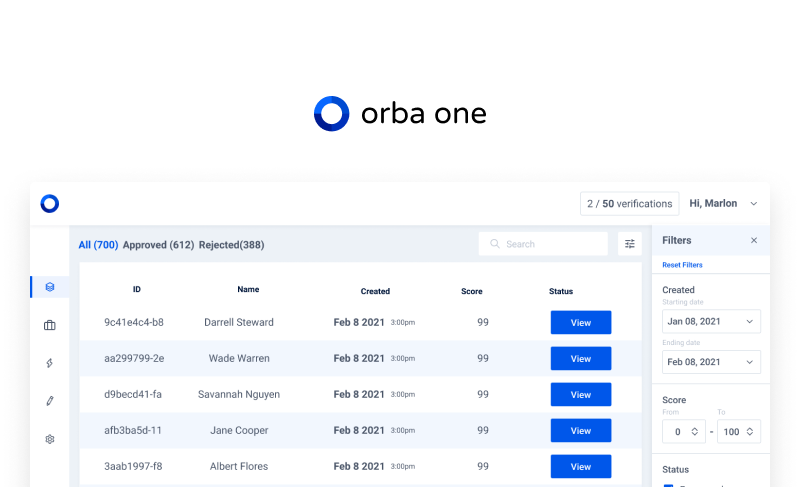 orba one
2 / 50 verifications
Hi, Marlon
All (700) Approved (612) Rejected(388)
Search
Filters
Reset Filters
ID Name Created Score Status
9c41e4c4-b8 Darrell Steward Feb 8 2021 3:00pm 99 View
aa299799-2e Wade Warren Feb 8 2021 3:00pm 99 View
d9becd41-fa Savannah Nguyen Feb 8 2021 3:00pm 99 View
afb3ba5d-11 Jane Cooper Feb 8 2021 3:00pm 99 View
3aab1997-f8 Albert Flores Feb 8 2021 3:00pm 99 View
Created
Starting date
Jan 08, 2021
Ending date
Feb 08, 2021
Score
From To
0 - 100
Status